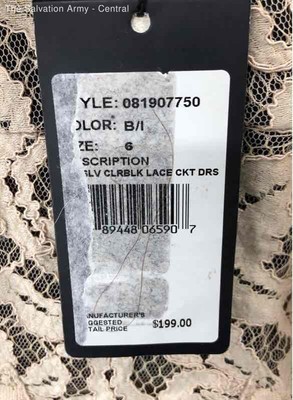 The Salvation Army - Central
YLE: 081907750
OLOR: B/I
ZE: 6
SCRIPTION
SLV CLRBLK LACE CKT DRS
89448 06590 7
NUFACTURER'S
GGESTED
TAIL PRICE
$199.00